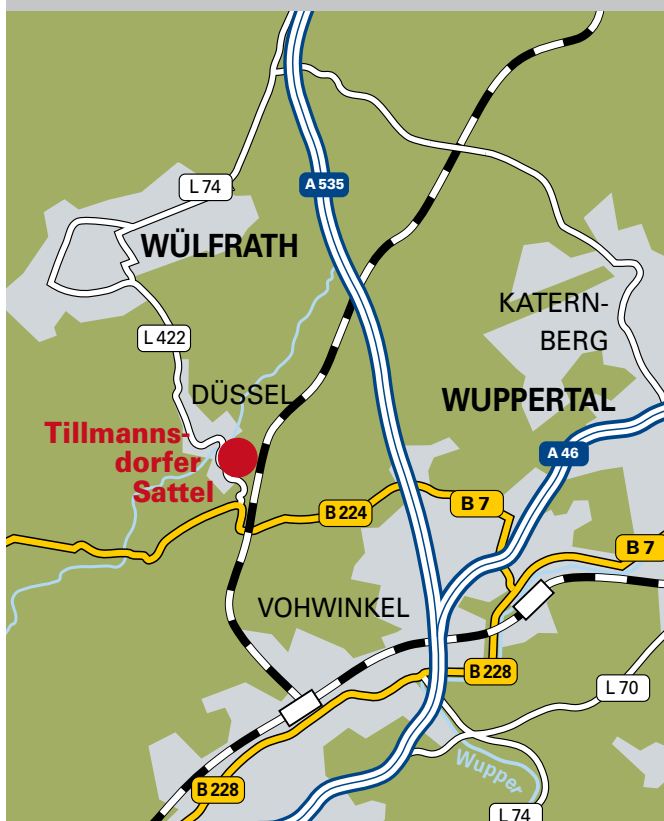 L 74
A 535
WÜLFRATH
KATERN-
BERG
L 422
DÜSSEL
WUPPERTAL
Tillmanns-
dorfer
Sattel
A 46
B 224
B 7
B 7
VOHWINKEL
B 228
L 70
Wupper
B 228
L 74